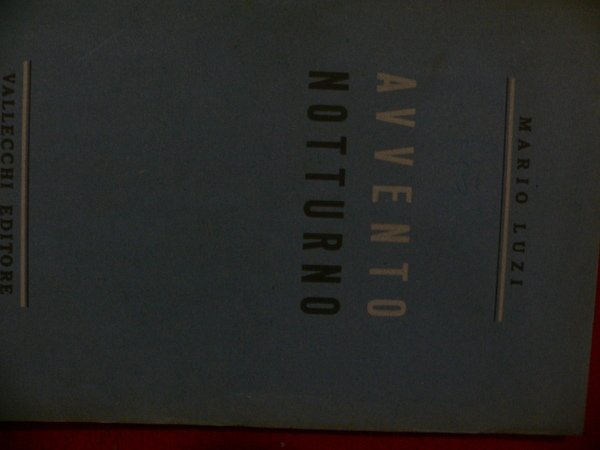 MARIO LUZI
AVVENTO
NOTTURNO
VALLECCHI EDITORE